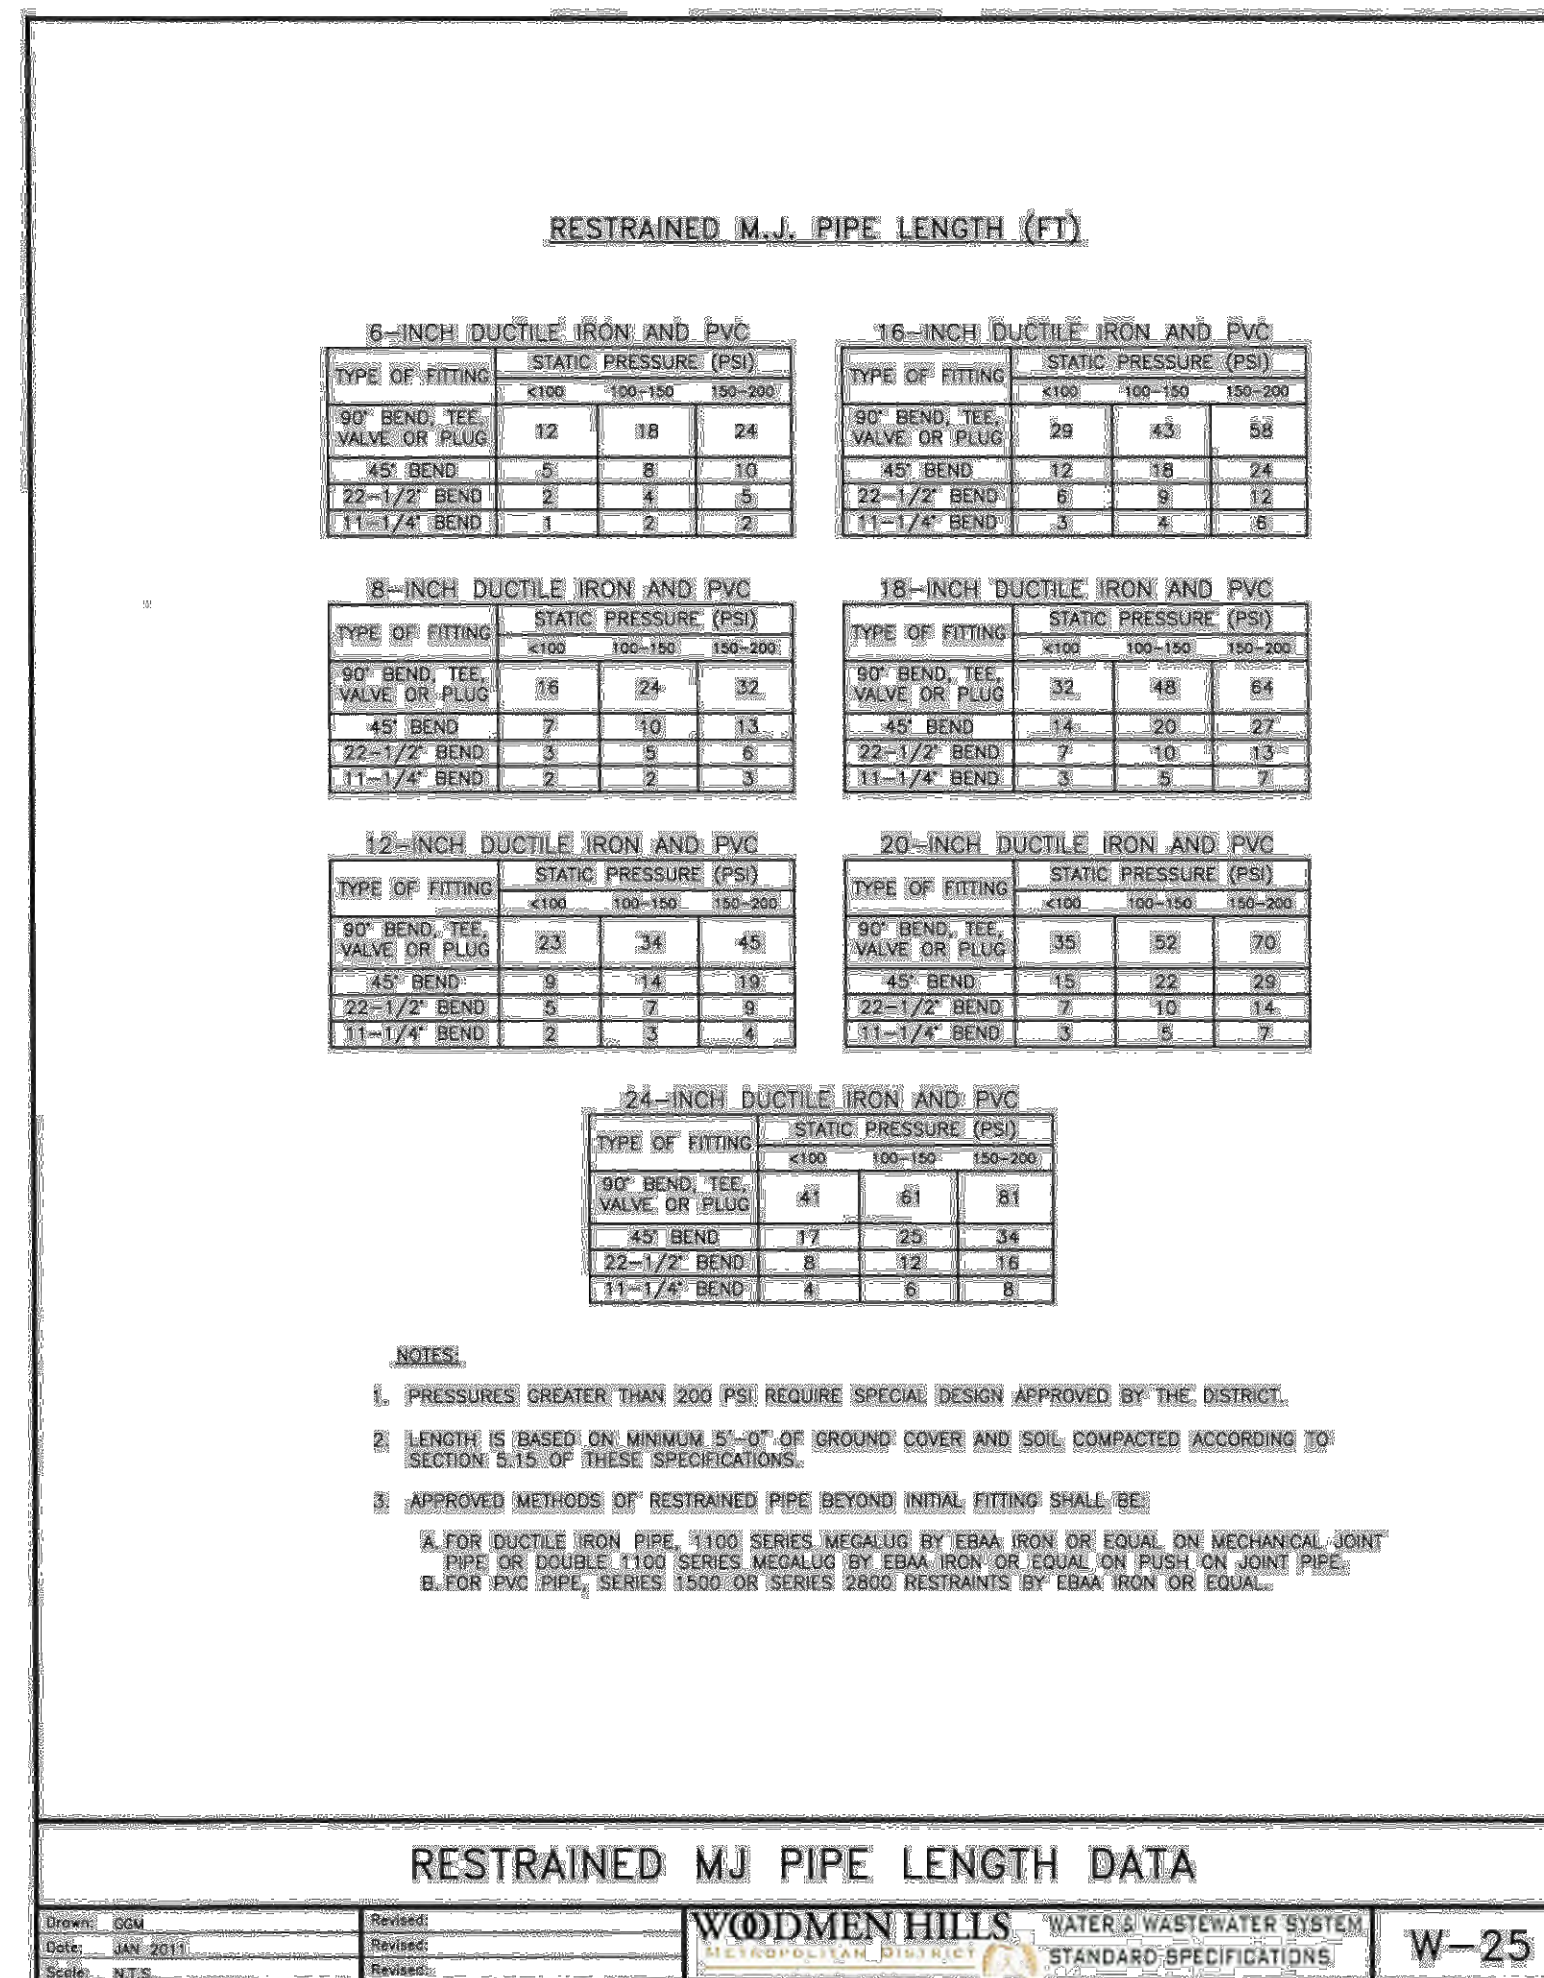 RESTRAINED M.J. PIPE LENGTH (FT)
6-INCH DUCTILE IRON AND PVC
TYPE OF FITTING
STATIC PRESSURE (PSI)
<100 100-150 150-200
90° BEND, TEE, VALVE OR PLUG 12 18 24
45° BEND 5 8 10
22-1/2° BEND 2 4 5
11-1/4° BEND 1 2 2
16-INCH DUCTILE IRON AND PVC
TYPE OF FITTING
STATIC PRESSURE (PSI)
<100 100-150 150-200
90° BEND, TEE, VALVE OR PLUG 29 43 58
45° BEND 12 18 24
22-1/2° BEND 6 9 12
11-1/4° BEND 3 4 6
8-INCH DUCTILE IRON AND PVC
TYPE OF FITTING
STATIC PRESSURE (PSI)
<100 100-150 150-200
90° BEND, TEE, VALVE OR PLUG 16 24 32
45° BEND 7 10 13
22-1/2° BEND 3 5 6
11-1/4° BEND 2 2 3
18-INCH DUCTILE IRON AND PVC
TYPE OF FITTING
STATIC PRESSURE (PSI)
<100 100-150 150-200
90° BEND, TEE, VALVE OR PLUG 32 48 64
45° BEND 14 20 27
22-1/2° BEND 7 10 13
11-1/4° BEND 3 5 7
12-INCH DUCTILE IRON AND PVC
TYPE OF FITTING
STATIC PRESSURE (PSI)
<100 100-150 150-200
90° BEND, TEE, VALVE OR PLUG 23 34 45
45° BEND 9 14 19
22-1/2° BEND 5 7 9
11-1/4° BEND 2 3 4
20-INCH DUCTILE IRON AND PVC
TYPE OF FITTING
STATIC PRESSURE (PSI)
<100 100-150 150-200
90° BEND, TEE, VALVE OR PLUG 35 52 70
45° BEND 15 22 29
22-1/2° BEND 7 10 14
11-1/4° BEND 3 5 7
24-INCH DUCTILE IRON AND PVC
TYPE OF FITTING
STATIC PRESSURE (PSI)
<100 100-150 150-200
90° BEND, TEE, VALVE OR PLUG 41 61 81
45° BEND 17 25 34
22-1/2° BEND 8 12 16
11-1/4° BEND 4 6 8
NOTES:
1. PRESSURES GREATER THAN 200 PSI REQUIRE SPECIAL DESIGN APPROVED BY THE DISTRICT.
2. LENGTH IS BASED ON MINIMUM 5'-0" OF GROUND COVER AND SOIL COMPACTED ACCORDING TO
SECTION 5.15 OF THESE SPECIFICATIONS.
3. APPROVED METHODS OF RESTRAINED PIPE BEYOND INITIAL FITTING SHALL BE:
A. FOR DUCTILE IRON PIPE, 1100 SERIES MEGALUG BY EBAA IRON OR EQUAL ON MECHANICAL JOINT
PIPE OR DOUBLE 1100 SERIES MEGALUG BY EBAA IRON OR EQUAL ON PUSH ON JOINT PIPE.
B. FOR PVC PIPE, SERIES 1500 OR SERIES 2800 RESTRAINTS BY EBAA IRON OR EQUAL.
RESTRAINED MJ PIPE LENGTH DATA
Drawn: GGM
Date: JAN 2011
Scale: N.T.S.
Revised:
Revised:
Revised:
WOODMEN HILLS
METROPOLITAN DISTRICT
WATER & WASTEWATER SYSTEM
STANDARD SPECIFICATIONS
W-25